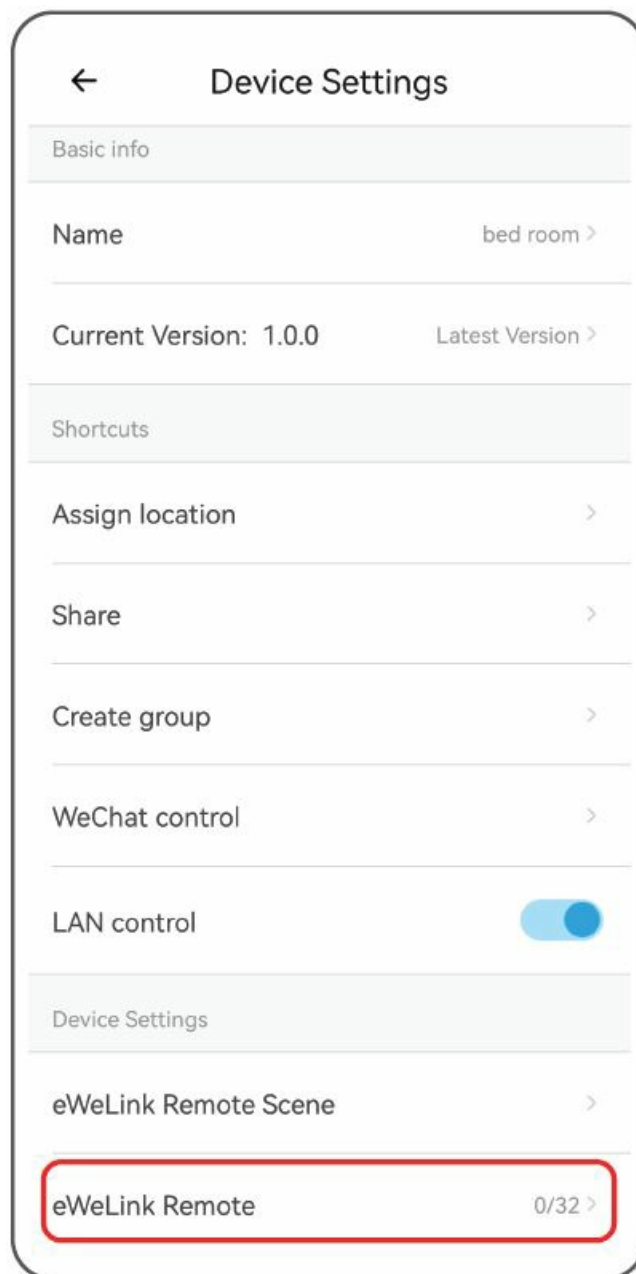 Device Settings
Basic info
Name bed room
Current Version: 1.0.0 Latest Version
Shortcuts
Assign location
Share
Create group
WeChat control
LAN control
Device Settings
eWeLink Remote Scene
eWeLink Remote 0/32